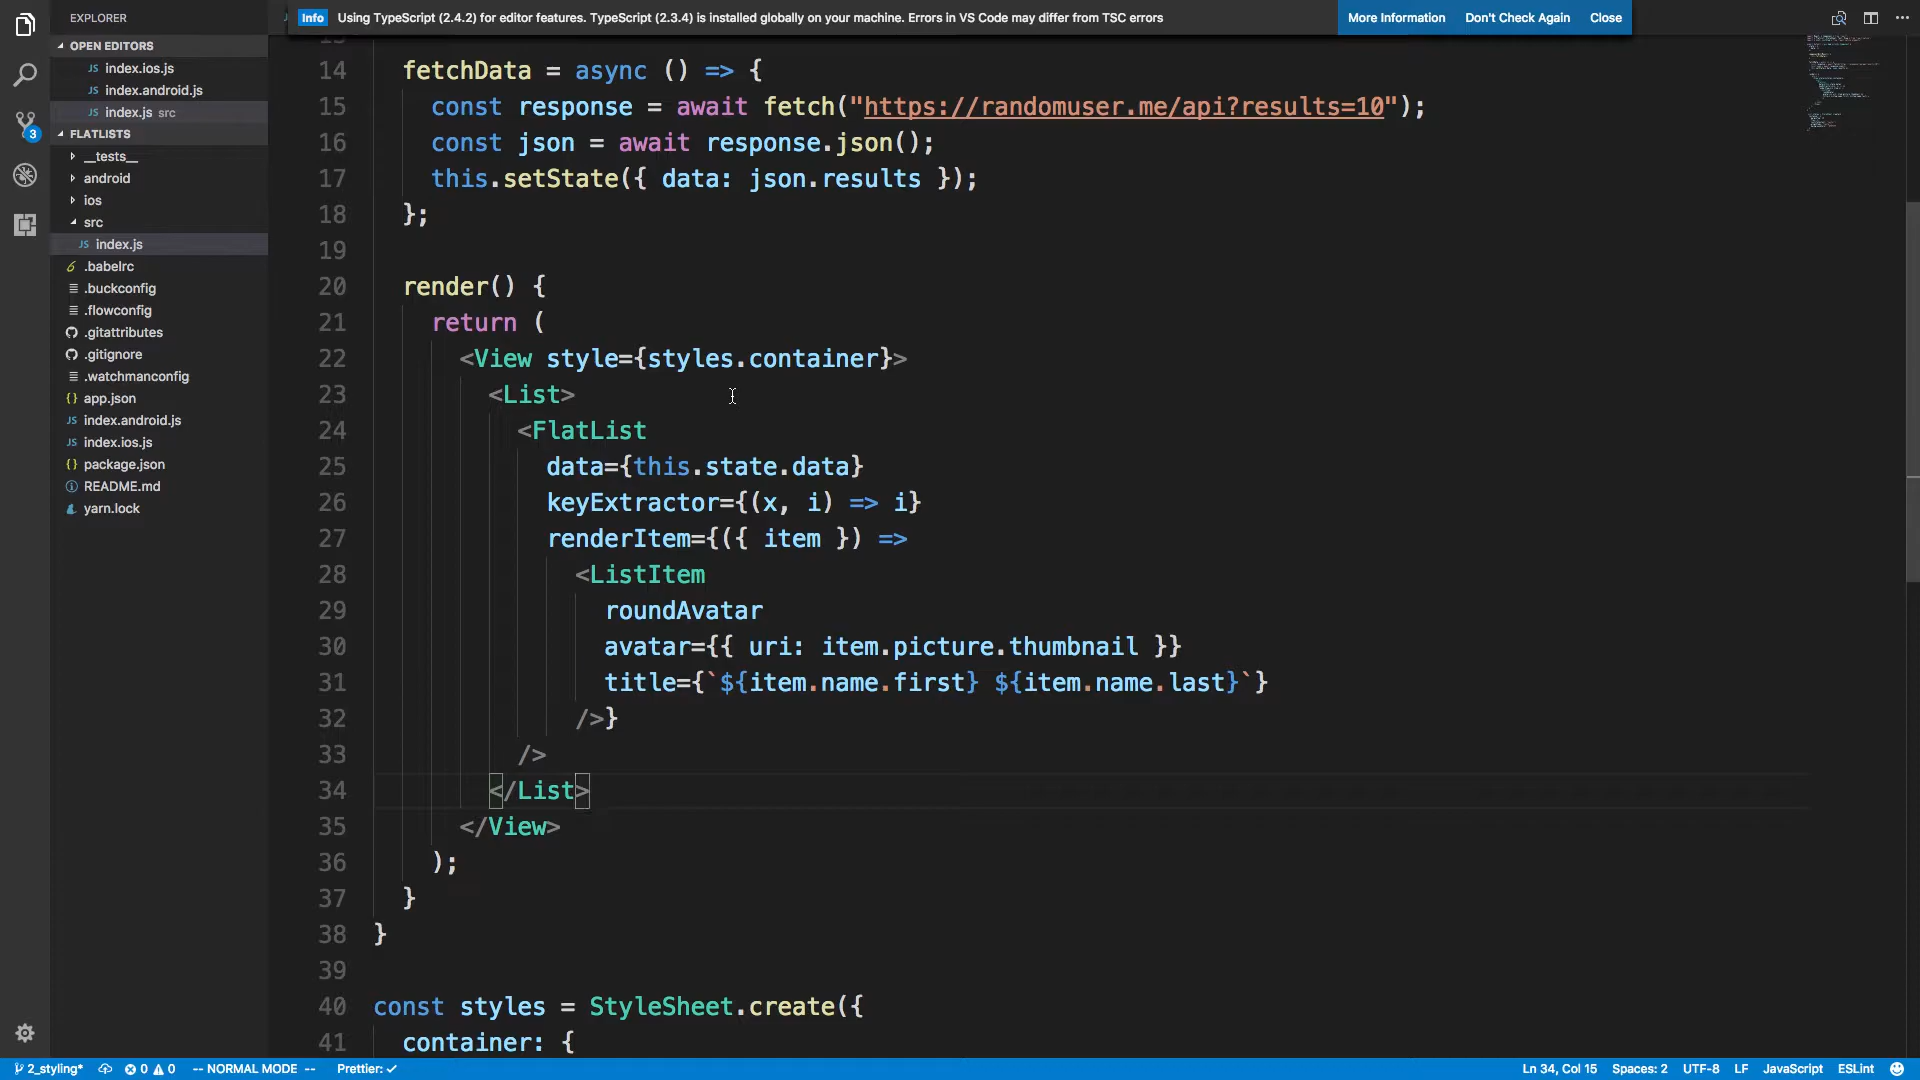 EXPLORER
OPEN EDITORS
JS index.ios.js
JS index.android.js
JS index.js src
FLATLISTS
__tests__
android
ios
src
JS index.js
.babelrc
.buckconfig
.flowconfig
.gitattributes
.gitignore
.watchmanconfig
{} app.json
JS index.android.js
JS index.ios.js
{} package.json
README.md
yarn.lock
3
Info Using TypeScript (2.4.2) for editor features. TypeScript (2.3.4) is installed globally on your machine. Errors in VS Code may differ from TSC errors
More Information Don't Check Again Close
14 fetchData = async () => {
15 const response = await fetch("https://randomuser.me/api?results=10");
16 const json = await response.json();
17 this.setState({ data: json.results });
18 };
19
20 render() {
21 return (
22 <View style={styles.container}>
23 <List>
24 <FlatList
25 data={this.state.data}
26 keyExtractor={(x, i) => i}
27 renderItem={({ item }) =>
28 <ListItem
29 roundAvatar
30 avatar={{ uri: item.picture.thumbnail }}
31 title={`${item.name.first} ${item.name.last}`}
32 />}
33 />
34 </List>
35 </View>
36 );
37 }
38 }
39
40 const styles = StyleSheet.create({
41 container: {
2_styling* 0 0 -- NORMAL MODE -- Prettier: ✓
Ln 34, Col 15 Spaces: 2 UTF-8 LF JavaScript ESLint